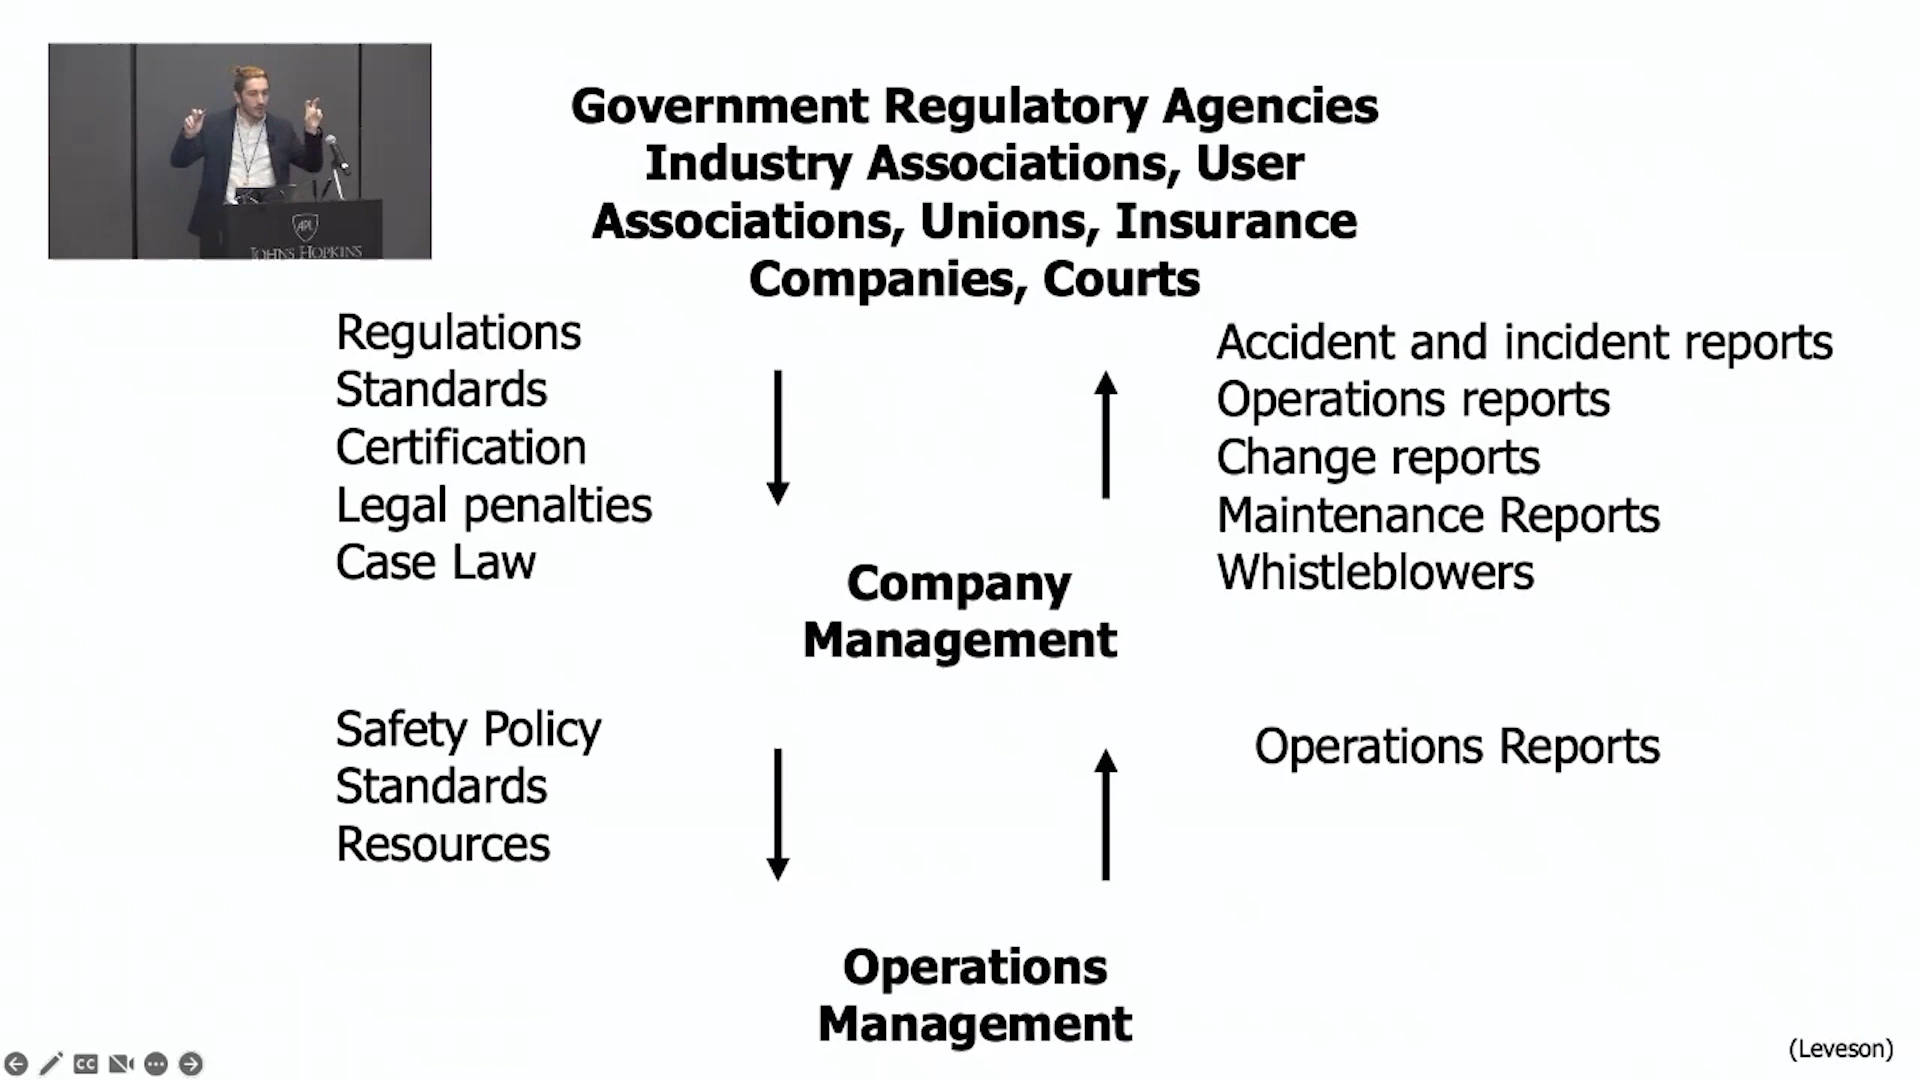 APL
JOHNS HOPKINS
Government Regulatory Agencies
Industry Associations, User
Associations, Unions, Insurance
Companies, Courts
Regulations
Standards
Certification
Legal penalties
Case Law
Accident and incident reports
Operations reports
Change reports
Maintenance Reports
Whistleblowers
Company
Management
Safety Policy
Standards
Resources
Operations Reports
Operations
Management
(Leveson)
CC